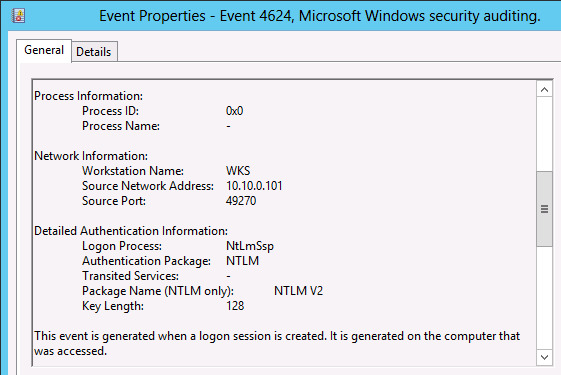 Event Properties - Event 4624, Microsoft Windows security auditing.
General Details
Process Information:
Process ID: 0x0
Process Name: -
Network Information:
Workstation Name: WKS
Source Network Address: 10.10.0.101
Source Port: 49270
Detailed Authentication Information:
Logon Process: NtLmSsp
Authentication Package: NTLM
Transited Services: -
Package Name (NTLM only): NTLM V2
Key Length: 128
This event is generated when a logon session is created. It is generated on the computer that
was accessed.